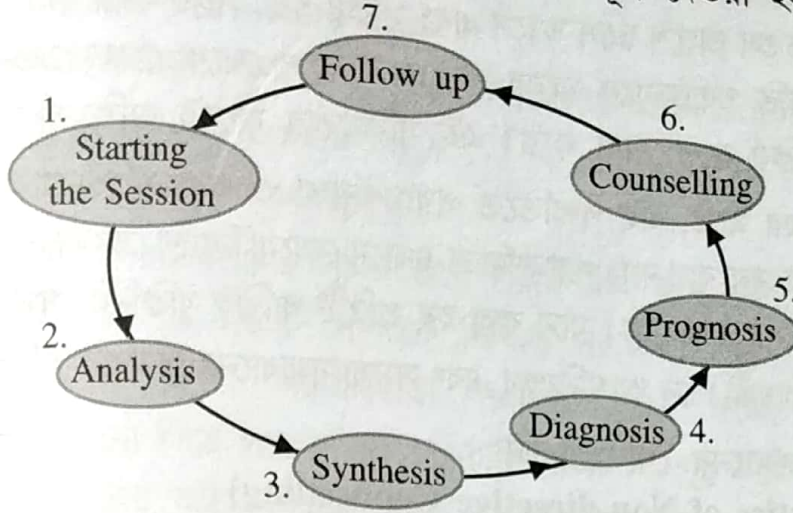 7.
Follow up
1.
Starting
the Session
6.
Counselling
2.
Analysis
5.
Prognosis
3.
Synthesis
Diagnosis
4.